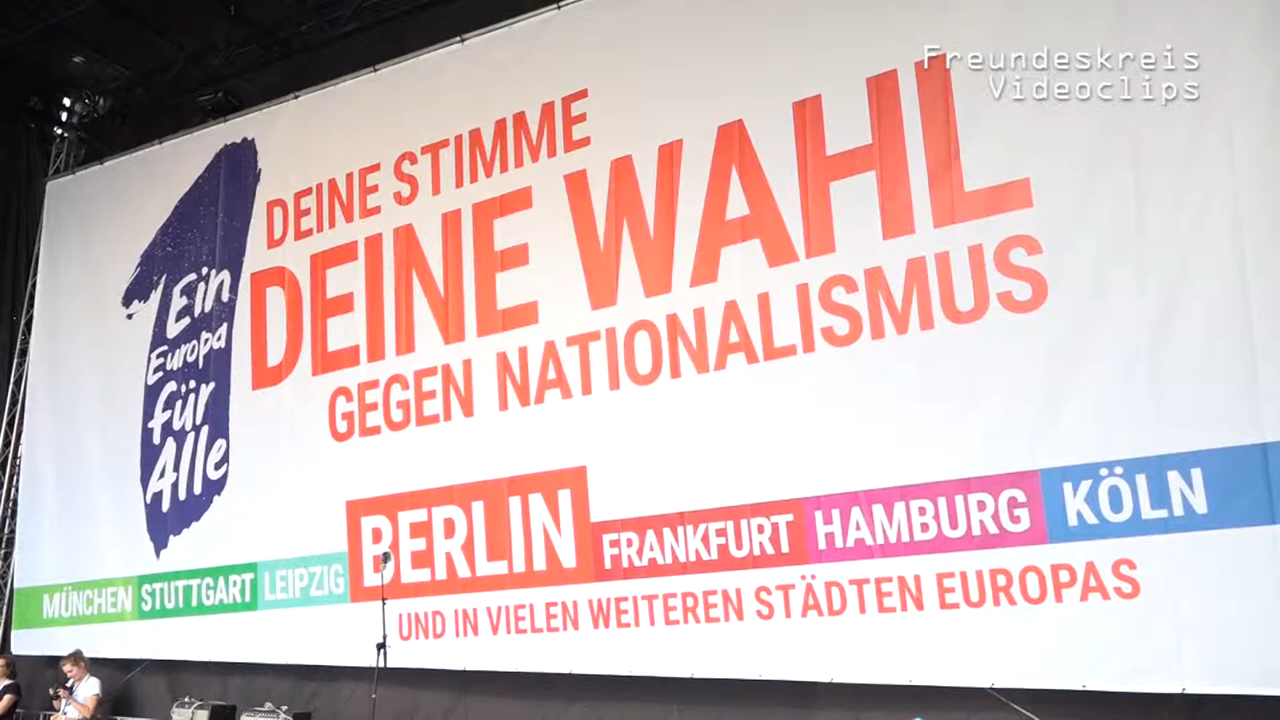 Freundeskreis
Videoclips
DEINE STIMME
DEINE WAHL
GEGEN NATIONALISMUS
1
Ein
Europa
für
Alle
MÜNCHEN STUTTGART LEIPZIG BERLIN FRANKFURT HAMBURG KÖLN
UND IN VIELEN WEITEREN STÄDTEN EUROPAS